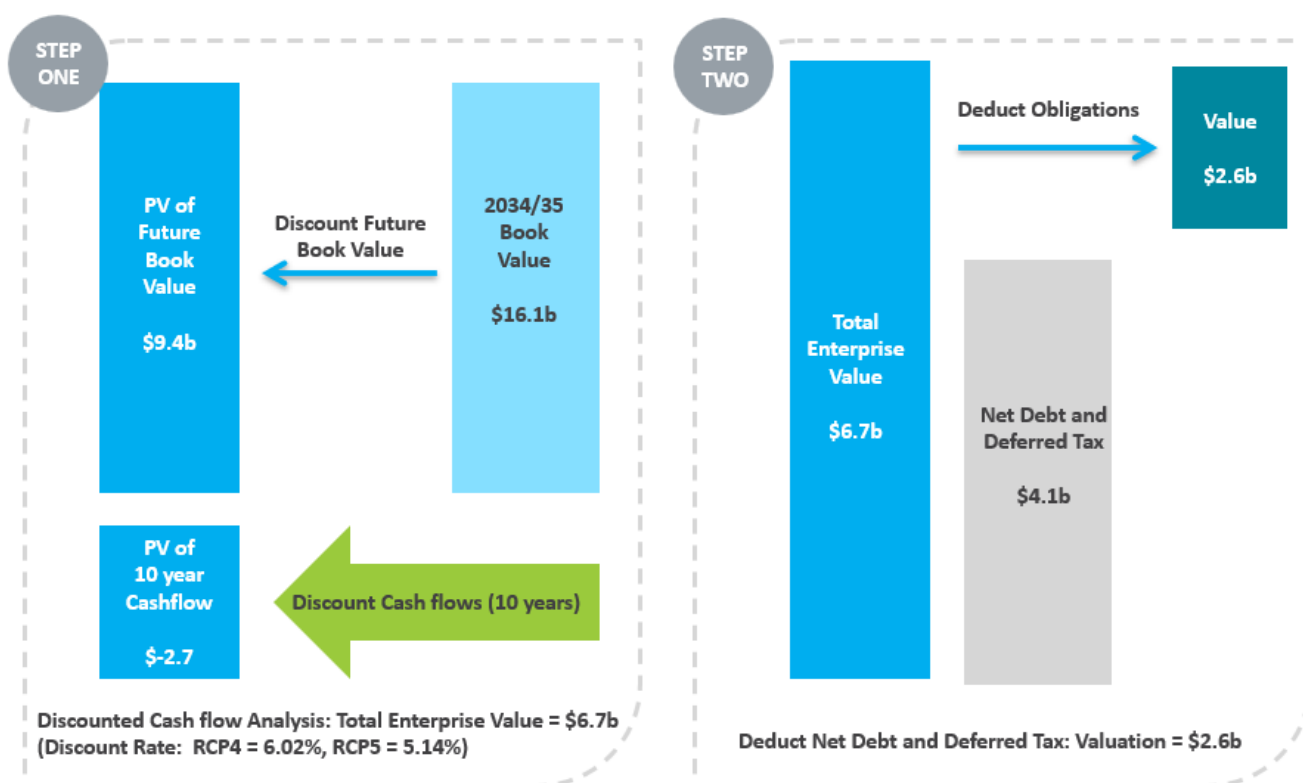 STEP
ONE
PV of
Future
Book
Value
$9.4b
Discount Future
Book Value
2034/35
Book
Value
$16.1b
PV of
10 year
Cashflow
$-2.7
Discount Cash flows (10 years)
Discounted Cash flow Analysis: Total Enterprise Value = $6.7b
(Discount Rate:  RCP4 = 6.02%, RCP5 = 5.14%)
STEP
TWO
Total
Enterprise
Value
$6.7b
Deduct Obligations
Value
$2.6b
Net Debt and
Deferred Tax
$4.1b
Deduct Net Debt and Deferred Tax: Valuation = $2.6b